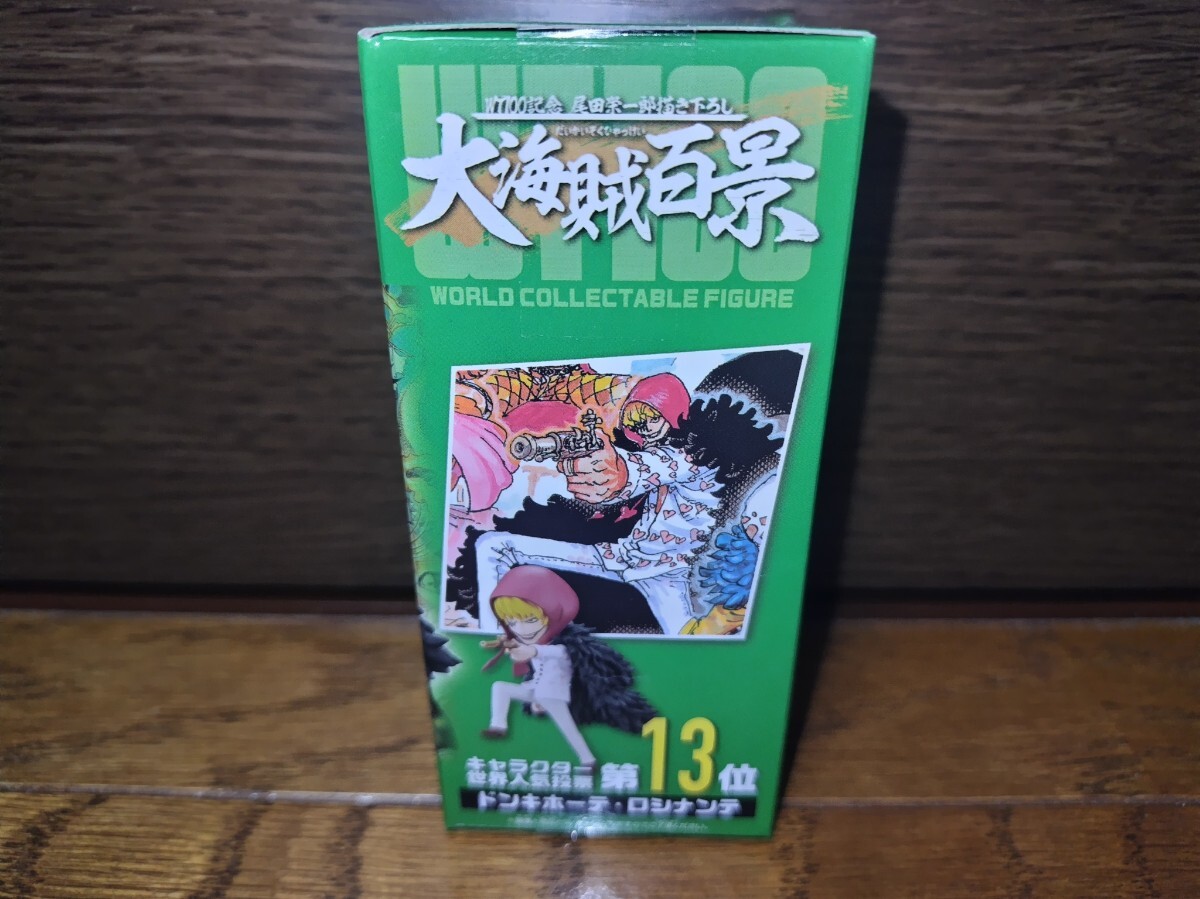 WT100
WT100記念 尾田栄一郎描き下ろし
だいかいぞくひゃっけい
大海賊百景
WT100
WORLD COLLECTABLE FIGURE
キャラクター
世界人気投票 第13位
ドンキホーテ・ロシナンテ